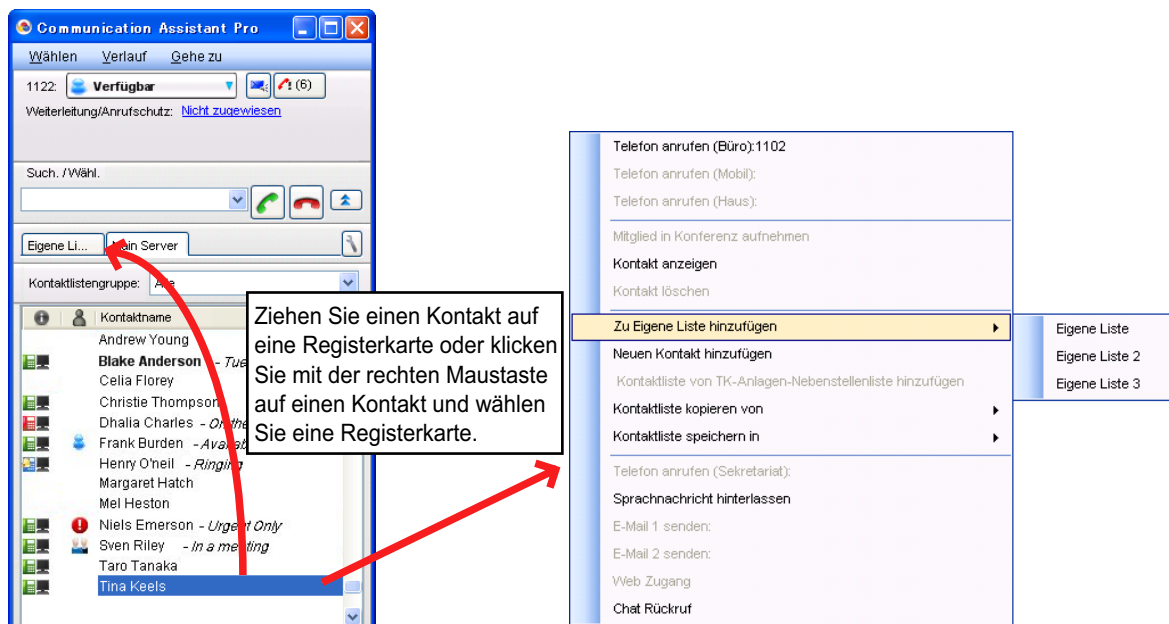 Communication Assistant Pro
Wählen Verlauf Gehe zu
1122: Verfügbar (6)
Weiterleitung/Anrufschutz: Nicht zugewiesen
Such. / Wähl.
Eigene Li... Main Server
Kontaktlistengruppe: Alle
Kontaktname
Andrew Young
Blake Anderson - Tue
Celia Florey
Christie Thompson
Dhalia Charles - On the
Frank Burden - Availab
Henry O'neil - Ringing
Margaret Hatch
Mel Heston
Niels Emerson - Urgent Only
Sven Riley - In a meeting
Taro Tanaka
Tina Keels
Ziehen Sie einen Kontakt auf
eine Registerkarte oder klicken
Sie mit der rechten Maustaste
auf einen Kontakt und wählen
Sie eine Registerkarte.
Telefon anrufen (Büro):1102
Telefon anrufen (Mobil):
Telefon anrufen (Haus):
Mitglied in Konferenz aufnehmen
Kontakt anzeigen
Kontakt löschen
Zu Eigene Liste hinzufügen
Neuen Kontakt hinzufügen
Kontaktliste von TK-Anlagen-Nebenstellenliste hinzufügen
Kontaktliste kopieren von
Kontaktliste speichern in
Telefon anrufen (Sekretariat):
Sprachnachricht hinterlassen
E-Mail 1 senden:
E-Mail 2 senden:
Web Zugang
Chat Rückruf
Eigene Liste
Eigene Liste 2
Eigene Liste 3